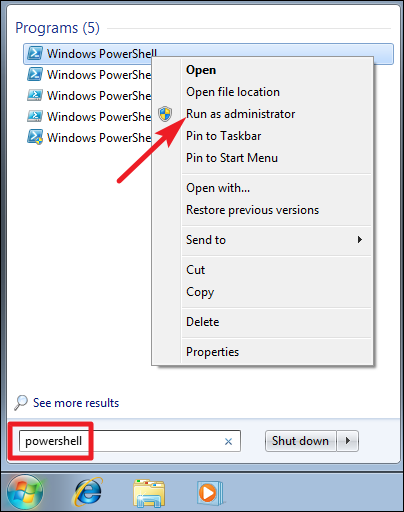 Programs (5)
Windows PowerShell
Windows PowerShe
Windows PowerShe
Windows PowerShe
Windows PowerShe
Open
Open file location
Run as administrator
Pin to Taskbar
Pin to Start Menu
Open with...
Restore previous versions
Send to
Cut
Copy
Delete
Properties
See more results
powershell
Shut down